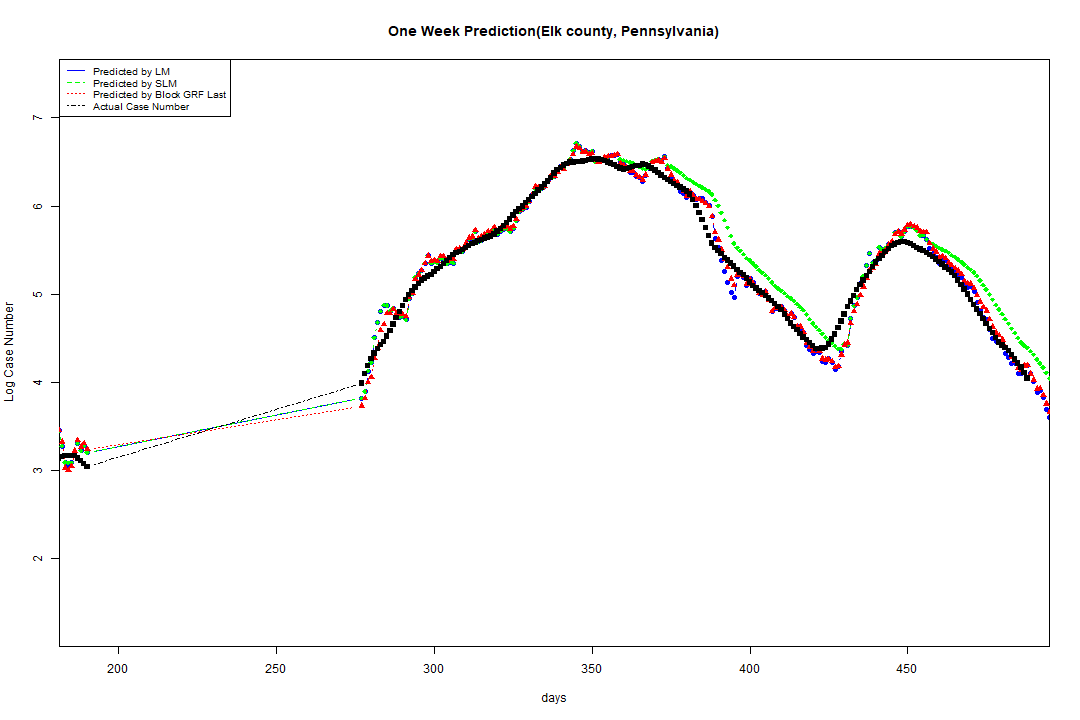 One Week Prediction(Elk county, Pennsylvania)
Predicted by LM
Predicted by SLM
Predicted by Block GRF Last
Actual Case Number
Log Case Number
7
6
5
4
3
2
200 250 300 350 400 450
days